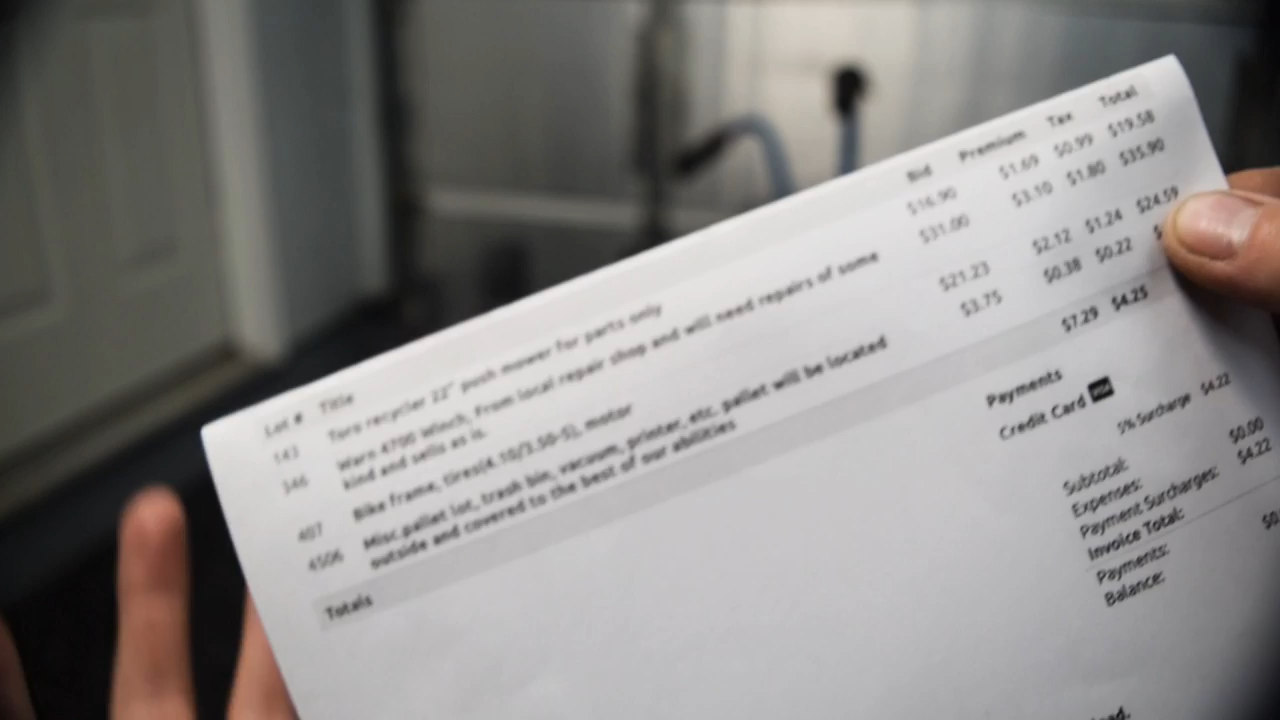 Lot # Title Bid Premium Tax Total
143 Toro recycler 22" push mower for parts only $16.90 $1.69 $0.99 $19.58
346 Warn 4700 Winch, From local repair shop and will need repairs of some $31.00 $3.10 $1.80 $35.90
kind and sells as is.
407 Bike frame, tires(4.10/3.50-5), motor $21.23 $2.12 $1.24 $24.59
4506 Misc.pallet lot, trash bin, vacuum, printer, etc. pallet will be located $3.75 $0.38 $0.22 $
outside and covered to the best of our abilities
Totals $7.29 $4.25
Payments
Credit Card VISA
5% Surcharge $4.22
Subtotal:
Expenses: $0.00
Payment Surcharges: $4.22
Invoice Total:
Payments:
Balance: $0.